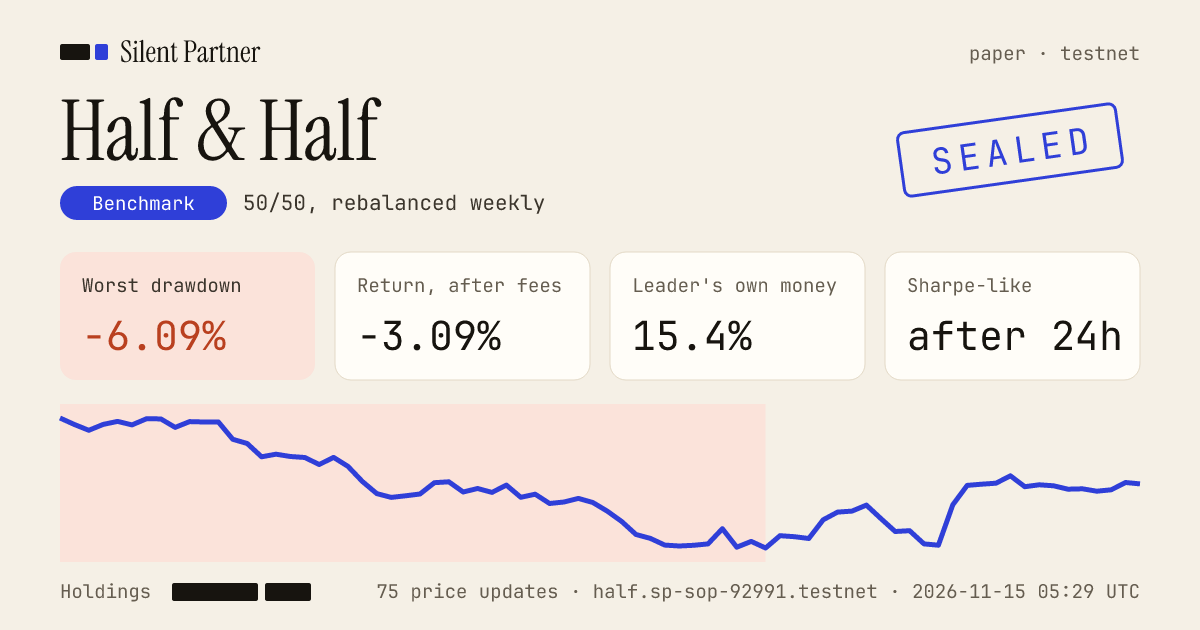 Silent Partner
paper · testnet
Half & Half
SEALED
Benchmark
50/50, rebalanced weekly
Worst drawdown
-6.09%
Return, after fees
-3.09%
Leader's own money
15.4%
Sharpe-like
after 24h
Holdings
75 price updates · half.sp-sop-92991.testnet · 2026-11-15 05:29 UTC